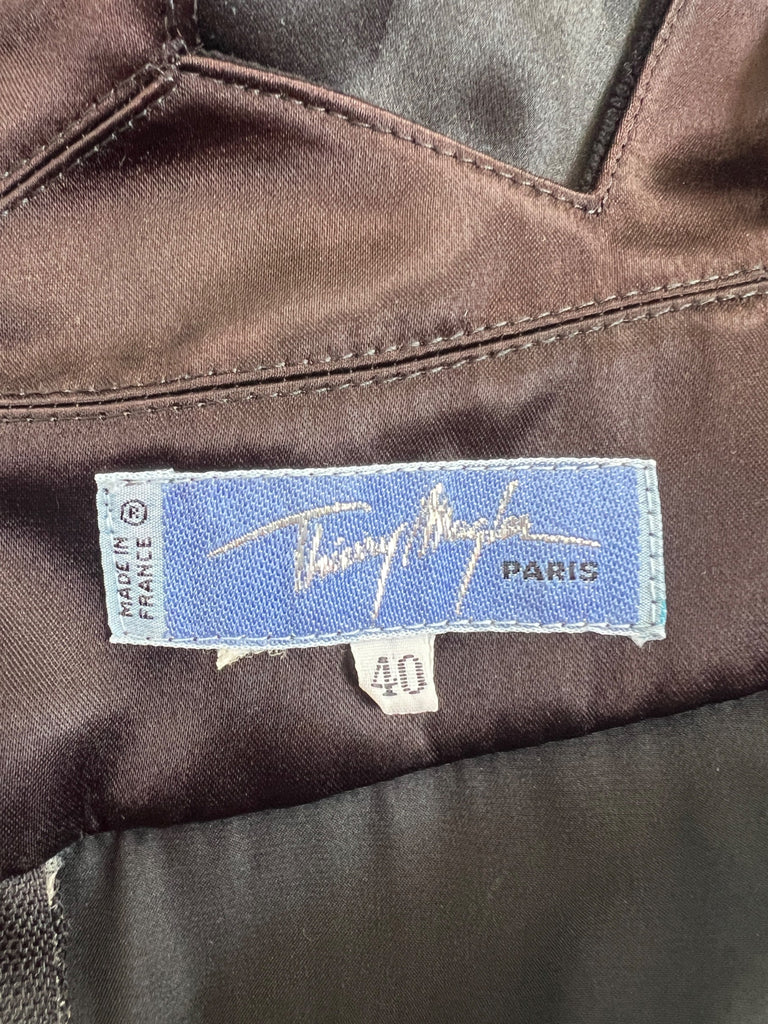 MADE IN
FRANCE ®
Thierry Mugler
PARIS
40